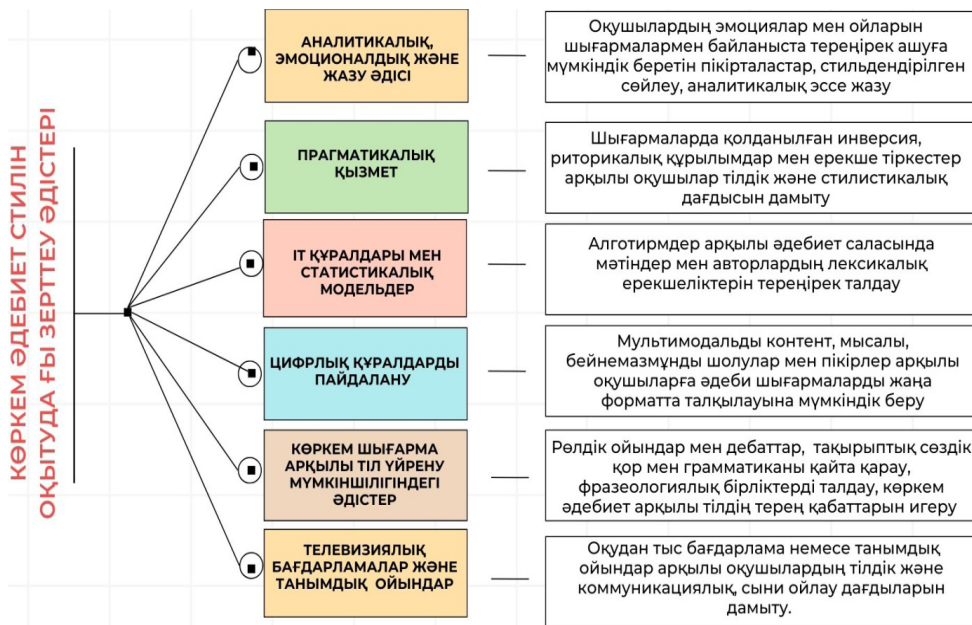 КӨРКЕМ ӘДЕБИЕТ СТИЛІН
ОҚЫТУДА ҒЫ ЗЕРТТЕУ ӘДІСТЕРІ
АНАЛИТИКАЛЫҚ,
ЭМОЦИОНАЛДЫҚ ЖӘНЕ
ЖАЗУ ӘДІСІ
Оқушылардың эмоциялар мен ойларын
шығармалармен байланыста тереңірек ашуға
мүмкіндік беретін пікірталастар, стильдендірілген
сөйлеу, аналитикалық эссе жазу
ПРАГМАТИКАЛЫҚ
ҚЫЗМЕТ
Шығармаларда қолданылған инверсия,
риторикалық құрылымдар мен ерекше тіркестер
арқылы оқушылар тілдік және стилистикалық
дағдысын дамыту
IT ҚҰРАЛДАРЫ МЕН
СТАТИСТИКАЛЫҚ
МОДЕЛЬДЕР
Алготирмдер арқылы әдебиет саласында
мәтіндер мен авторлардың лексикалық
ерекшеліктерін тереңірек талдау
ЦИФРЛЫҚ ҚҰРАЛДАРДЫ
ПАЙДАЛАНУ
Мультимодальды контент, мысалы,
бейнемазмұнды шолулар мен пікірлер арқылы
оқушыларға әдеби шығармаларды жаңа
форматта талқылауына мүмкіндік беру
КӨРКЕМ ШЫҒАРМА
АРҚЫЛЫ ТІЛ ҮЙРЕНУ
МҮМКІНШІЛІГІНДЕГІ
ӘДІСТЕР
Рөлдік ойындар мен дебаттар, тақырыптық сөздік
қор мен грамматиканы қайта қарау,
фразеологиялық бірліктерді талдау, көркем
әдебиет арқылы тілдің терең қабаттарын игеру
ТЕЛЕВИЗИЯЛЫҚ
БАҒДАРЛАМАЛАР ЖӘНЕ
ТАНЫМДЫҚ ОЙЫНДАР
Оқудан тыс бағдарлама немесе танымдық
ойындар арқылы оқушылардың тілдік және
коммуникациялық, сыни ойлау дағдыларын
дамыту.